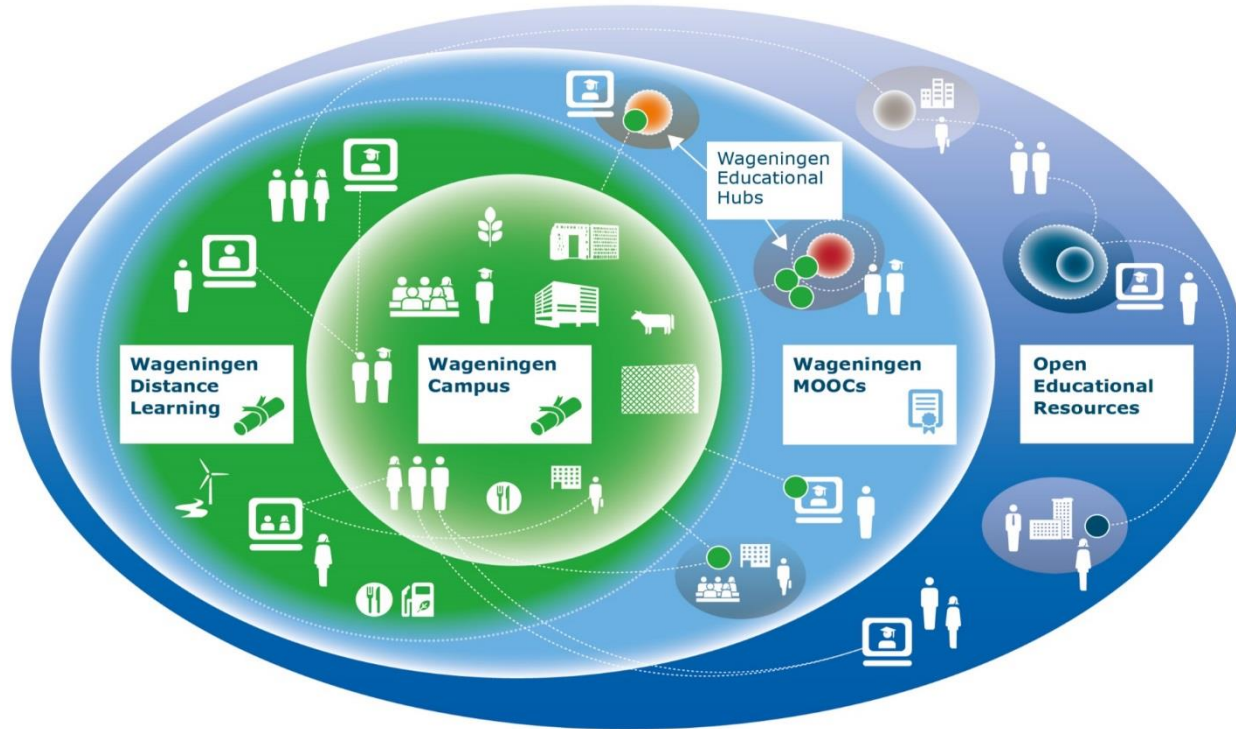 Wageningen
Educational
Hubs
Wageningen
Distance
Learning
Wageningen
Campus
Wageningen
MOOCs
Open
Educational
Resources